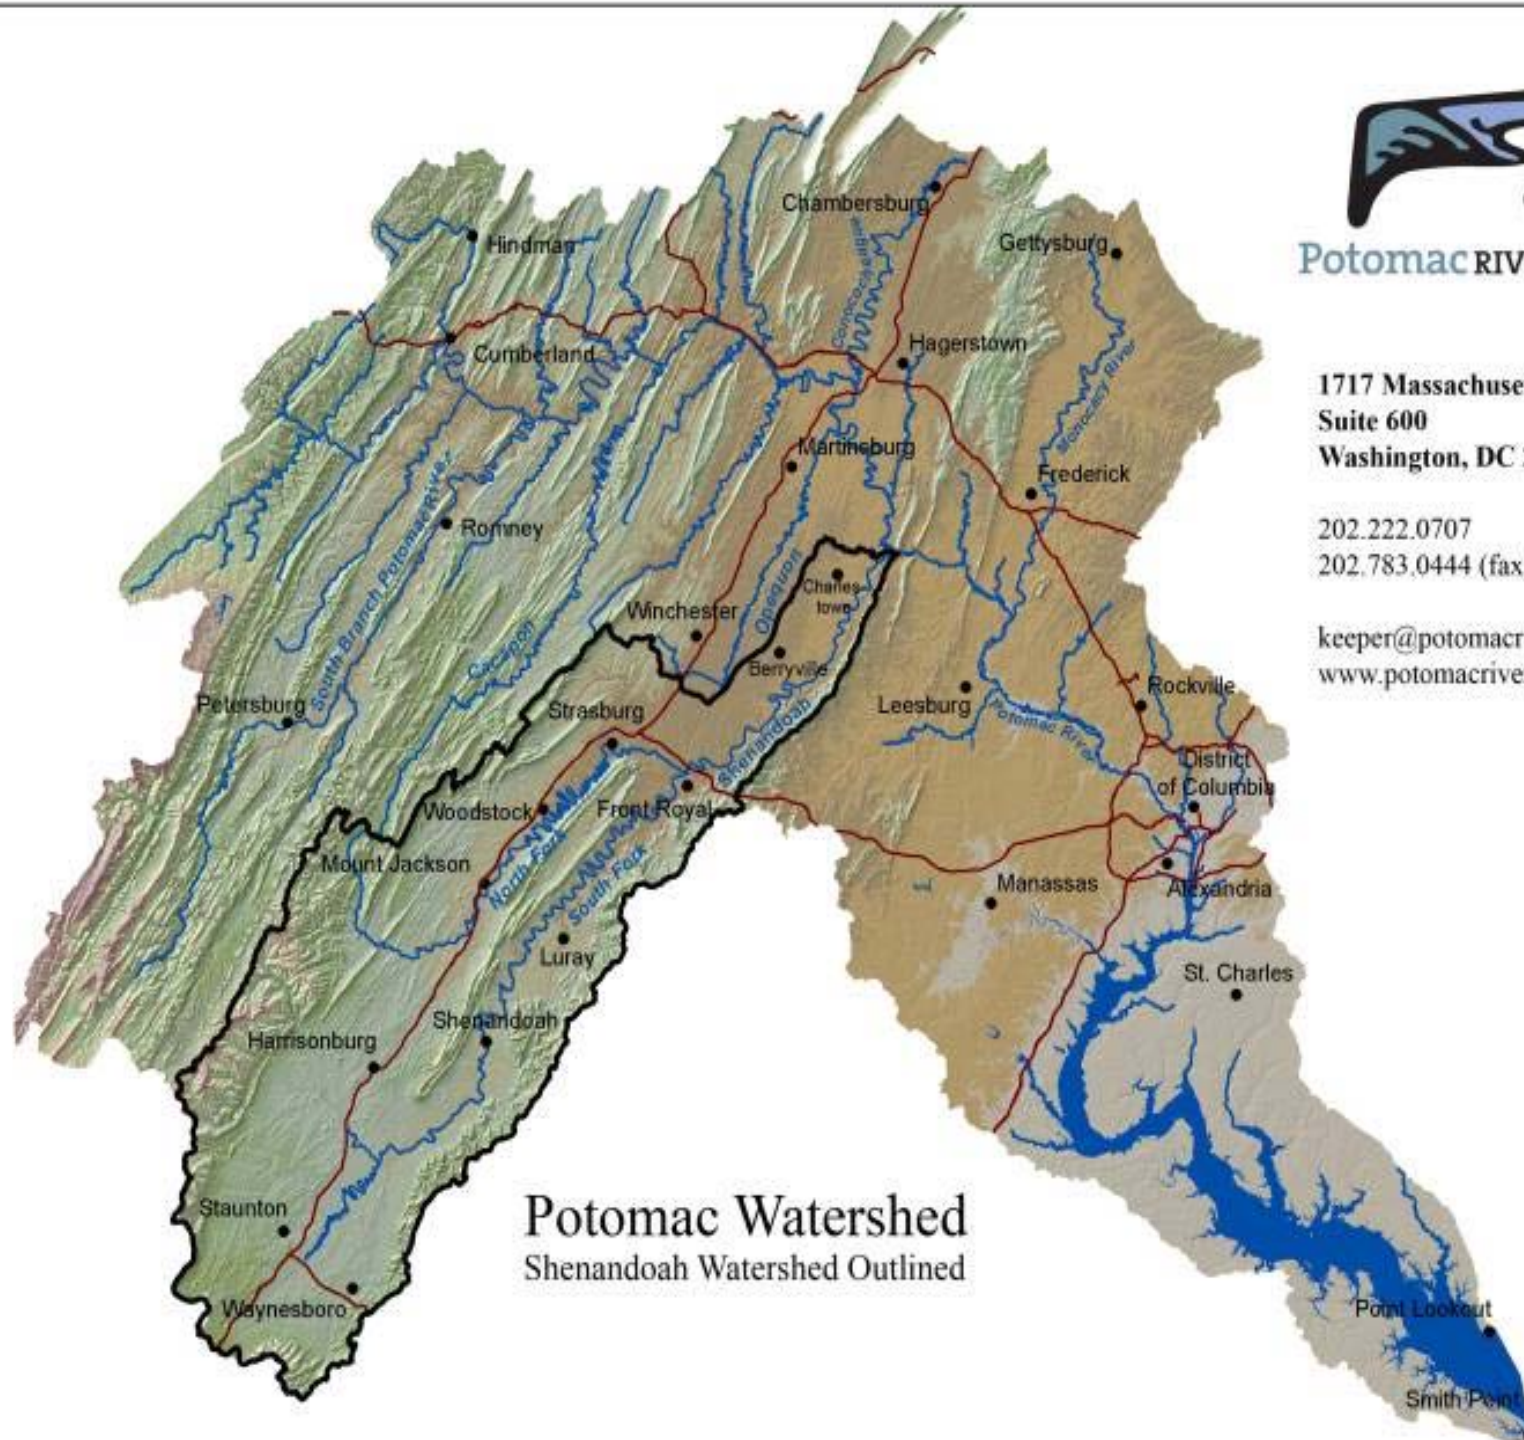 Chambersburg
Gettysburg
Hindman
Potomac RIV
Hagerstown
Cumberland
Monocacy River
1717 Massachuse
Suite 600
Washington, DC
Martinsburg
Frederick
South Branch Potomac Rive
Romney
202.222.0707
202.783.0444 (fax
Opequon
Charles
town
Winchester
keeper@potomacr
www.potomacrive
Cacapon
Berryville
Petersburg
Strasburg
Leesburg
Rockville
Potomac River
Shenandoah
District
of Columbia
Woodstock
Front Royal
Mount Jackson
North Fork
South Fork
Manassas
Alexandria
Luray
St. Charles
Shenandoah
Harrisonburg
Staunton
Potomac Watershed
Shenandoah Watershed Outlined
Waynesboro
Point Lookout
Smith Point